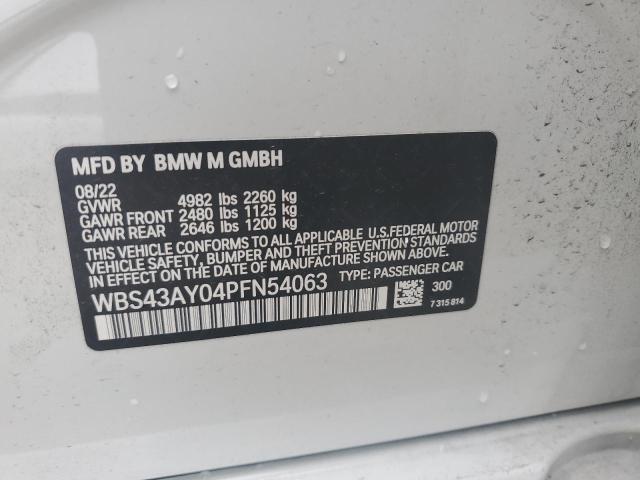 MFD BY BMW M GMBH
08/22
GVWR 4982 lbs 2260 kg
GAWR FRONT 2480 lbs 1125 kg
GAWR REAR 2646 lbs 1200 kg
THIS VEHICLE CONFORMS TO ALL APPLICABLE U.S.FEDERAL MOTOR
VEHICLE SAFETY, BUMPER, AND THEFT PREVENTION STANDARDS
IN EFFECT ON THE DATE OF MANUFACTURE SHOWN ABOVE.
WBS43AY04PFN54063 TYPE: PASSENGER CAR
300
7 315 814